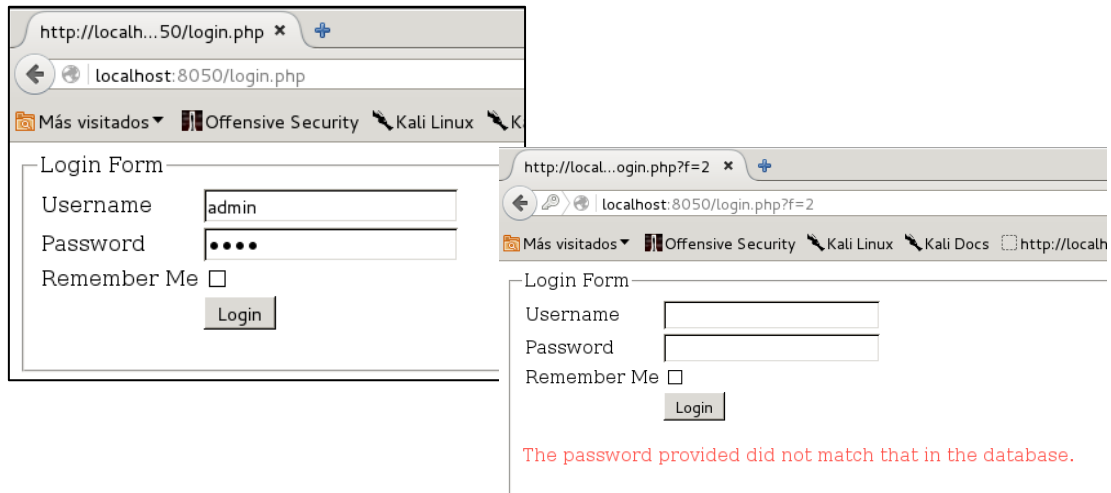 http://localh...50/login.php
localhost:8050/login.php
Más visitados
Offensive Security
Kali Linux
K
Login Form
Username
admin
Password
••••
Remember Me
Login
http://local...ogin.php?f=2
localhost:8050/login.php?f=2
Más visitados
Offensive Security
Kali Linux
Kali Docs
http://localh
Login Form
Username
Password
Remember Me
Login
The password provided did not match that in the database.